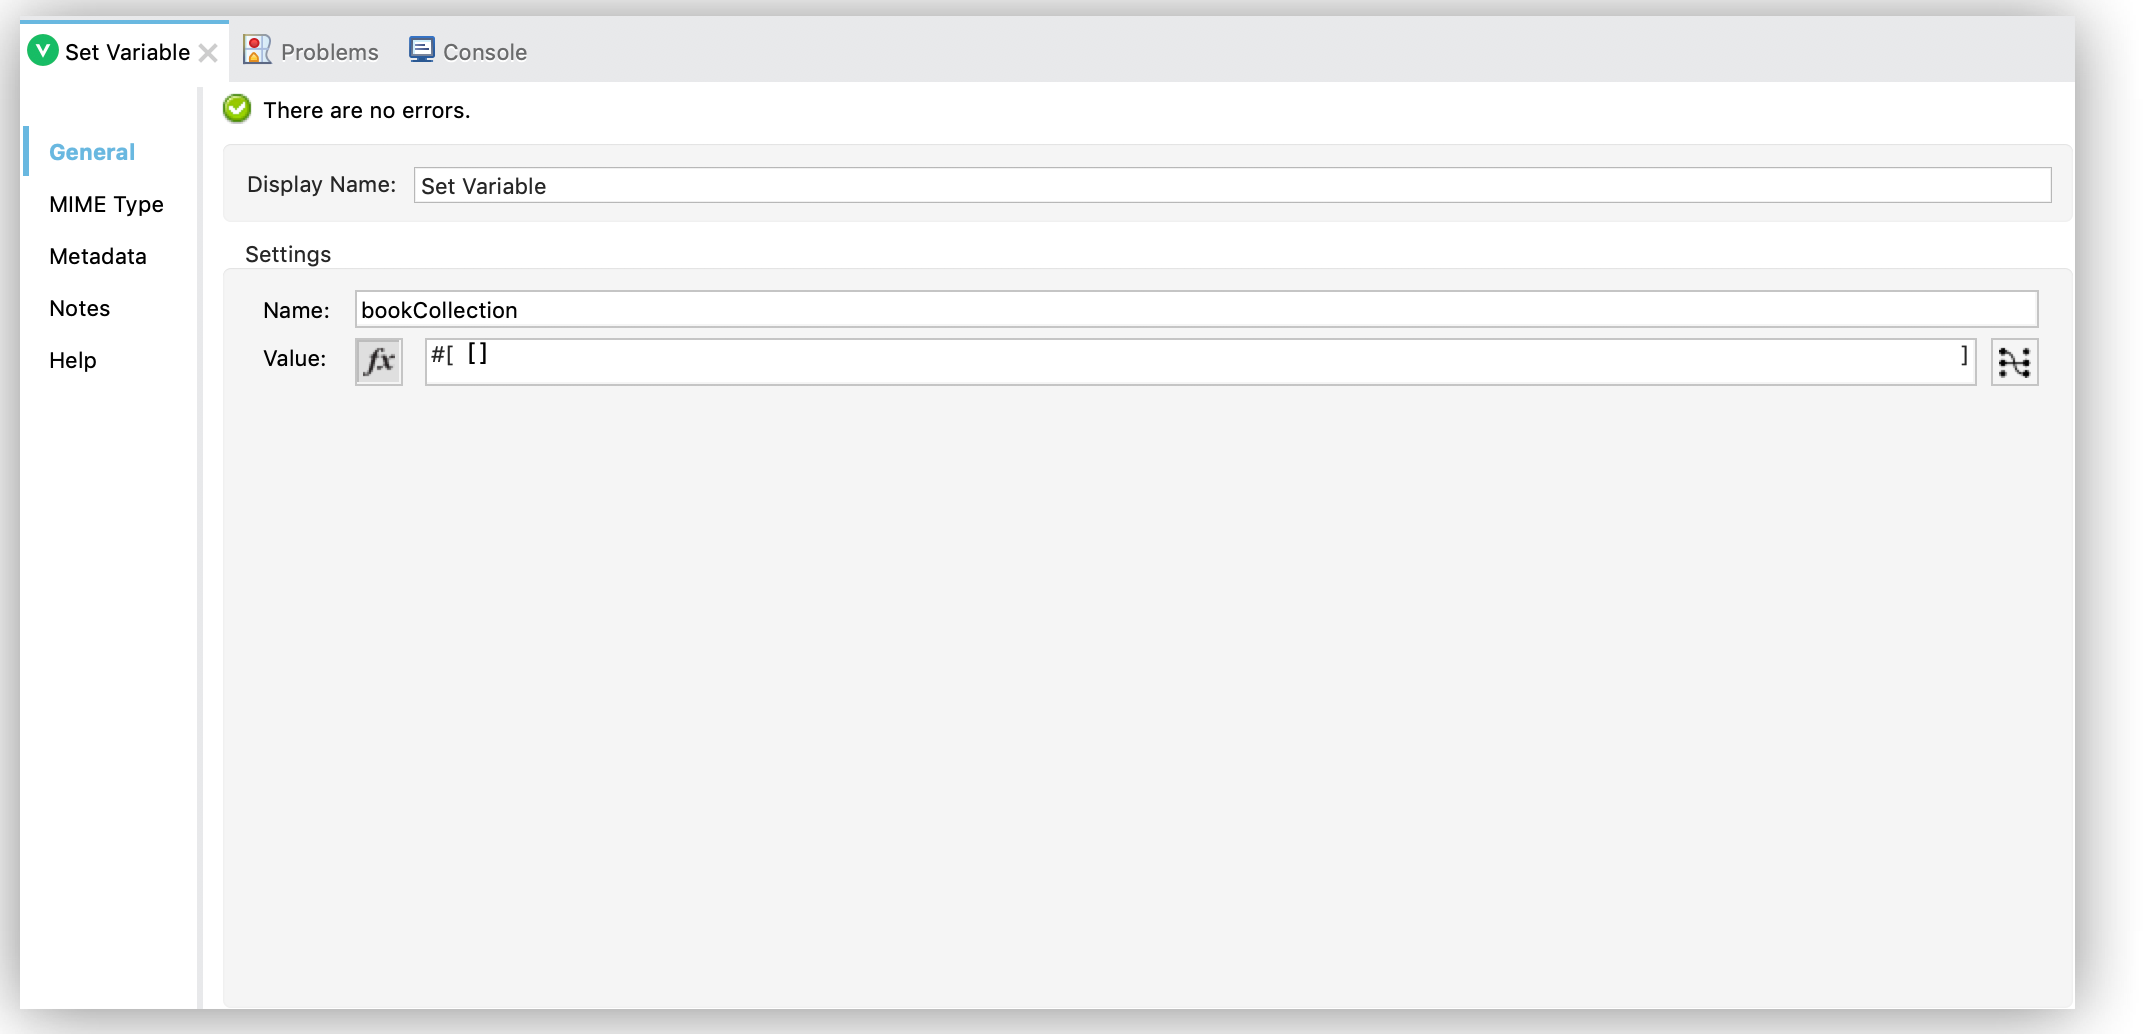 V Set Variable Problems Console
There are no errors.
General
MIME Type
Metadata
Notes
Help
Display Name: Set Variable
Settings
Name: bookCollection
Value: fx #[ [] ]